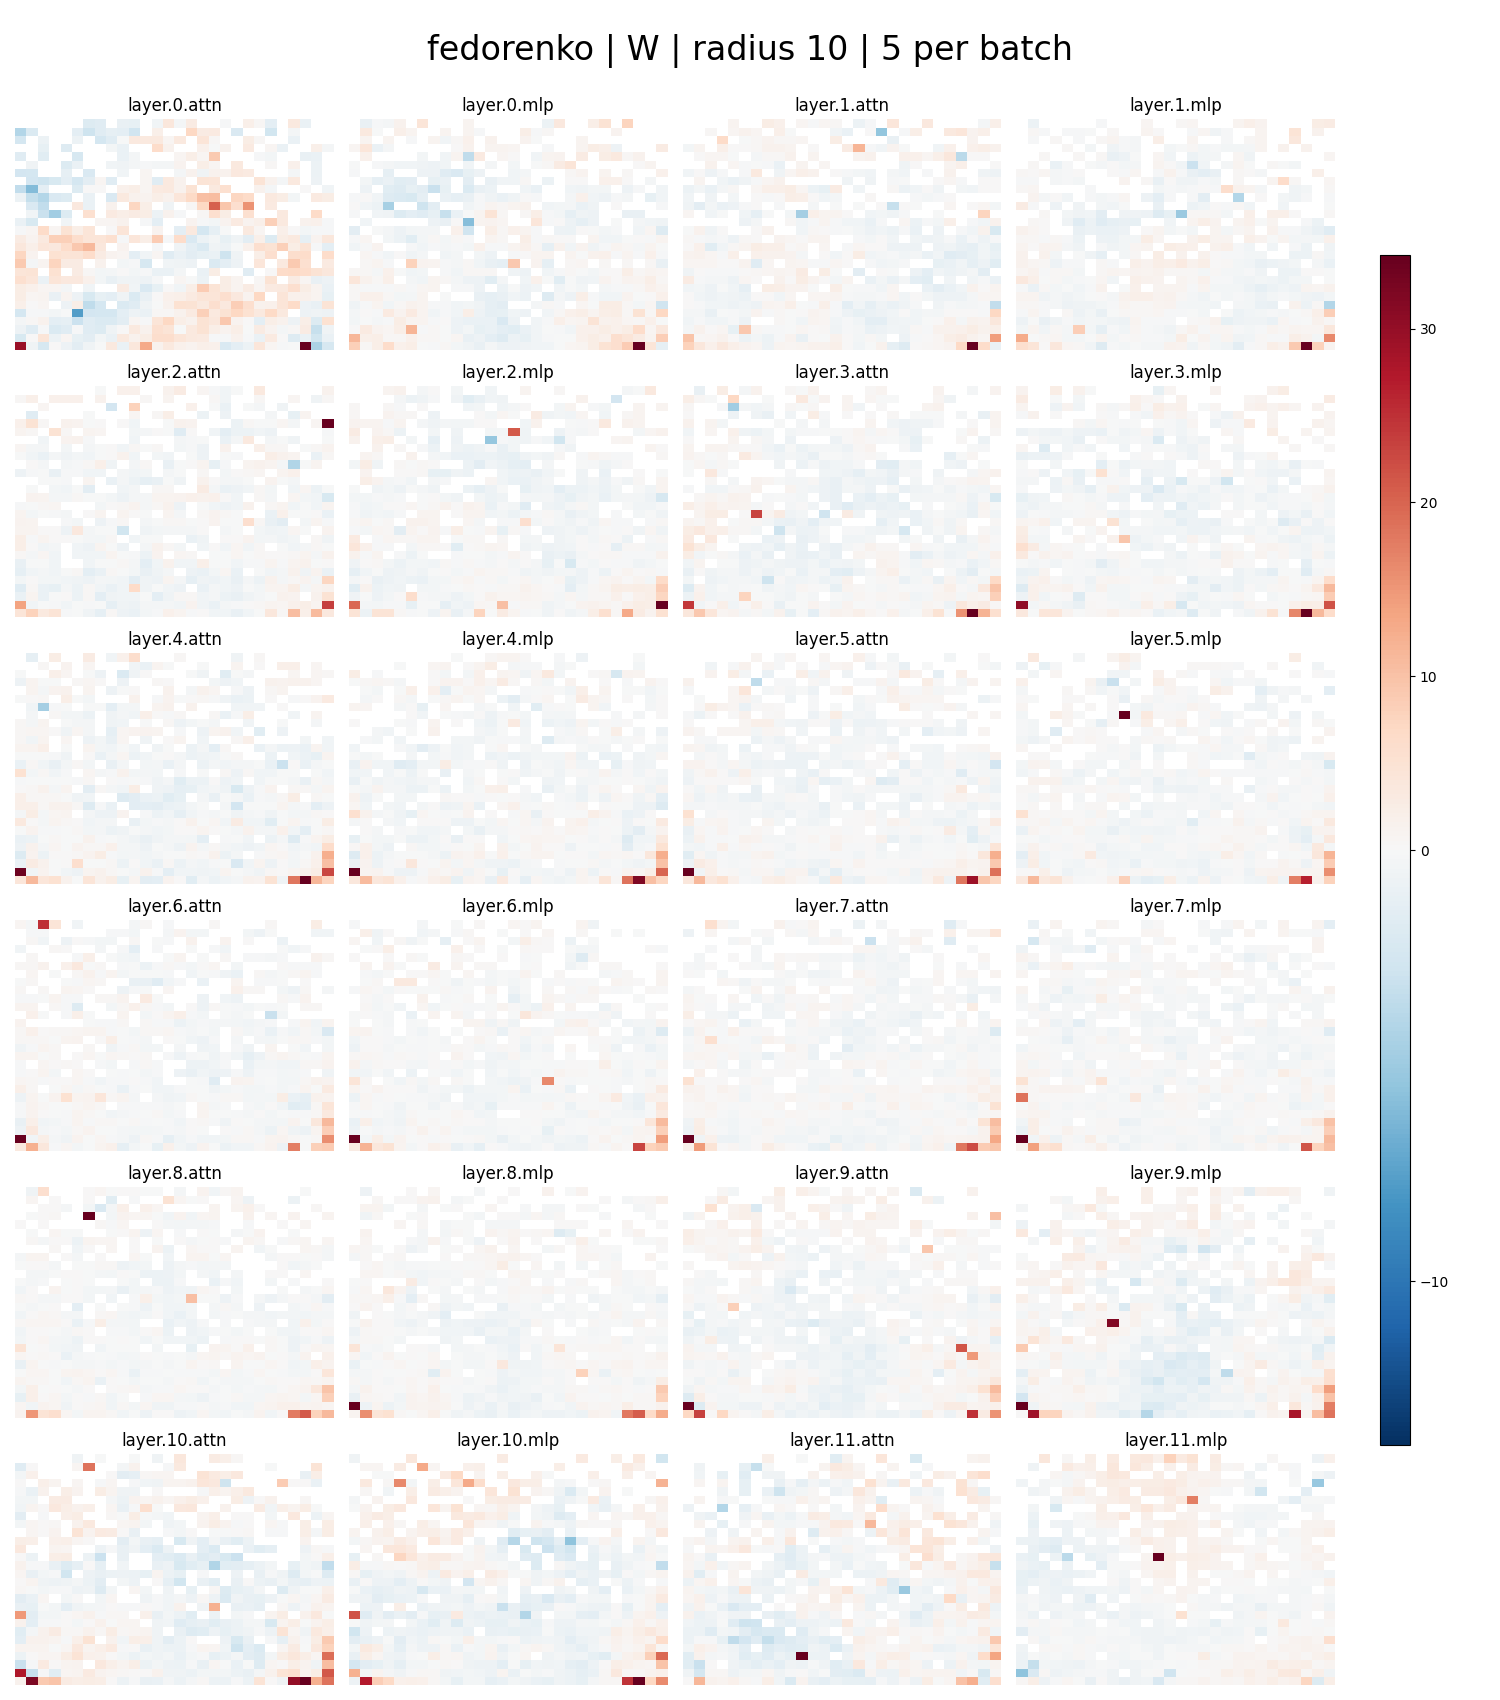 fedorenko | W | radius 10 | 5 per batch
layer.0.attn
layer.0.mlp
layer.1.attn
layer.1.mlp
layer.2.attn
layer.2.mlp
layer.3.attn
layer.3.mlp
layer.4.attn
layer.4.mlp
layer.5.attn
layer.5.mlp
layer.6.attn
layer.6.mlp
layer.7.attn
layer.7.mlp
layer.8.attn
layer.8.mlp
layer.9.attn
layer.9.mlp
layer.10.attn
layer.10.mlp
layer.11.attn
layer.11.mlp
30
20
10
0
−10